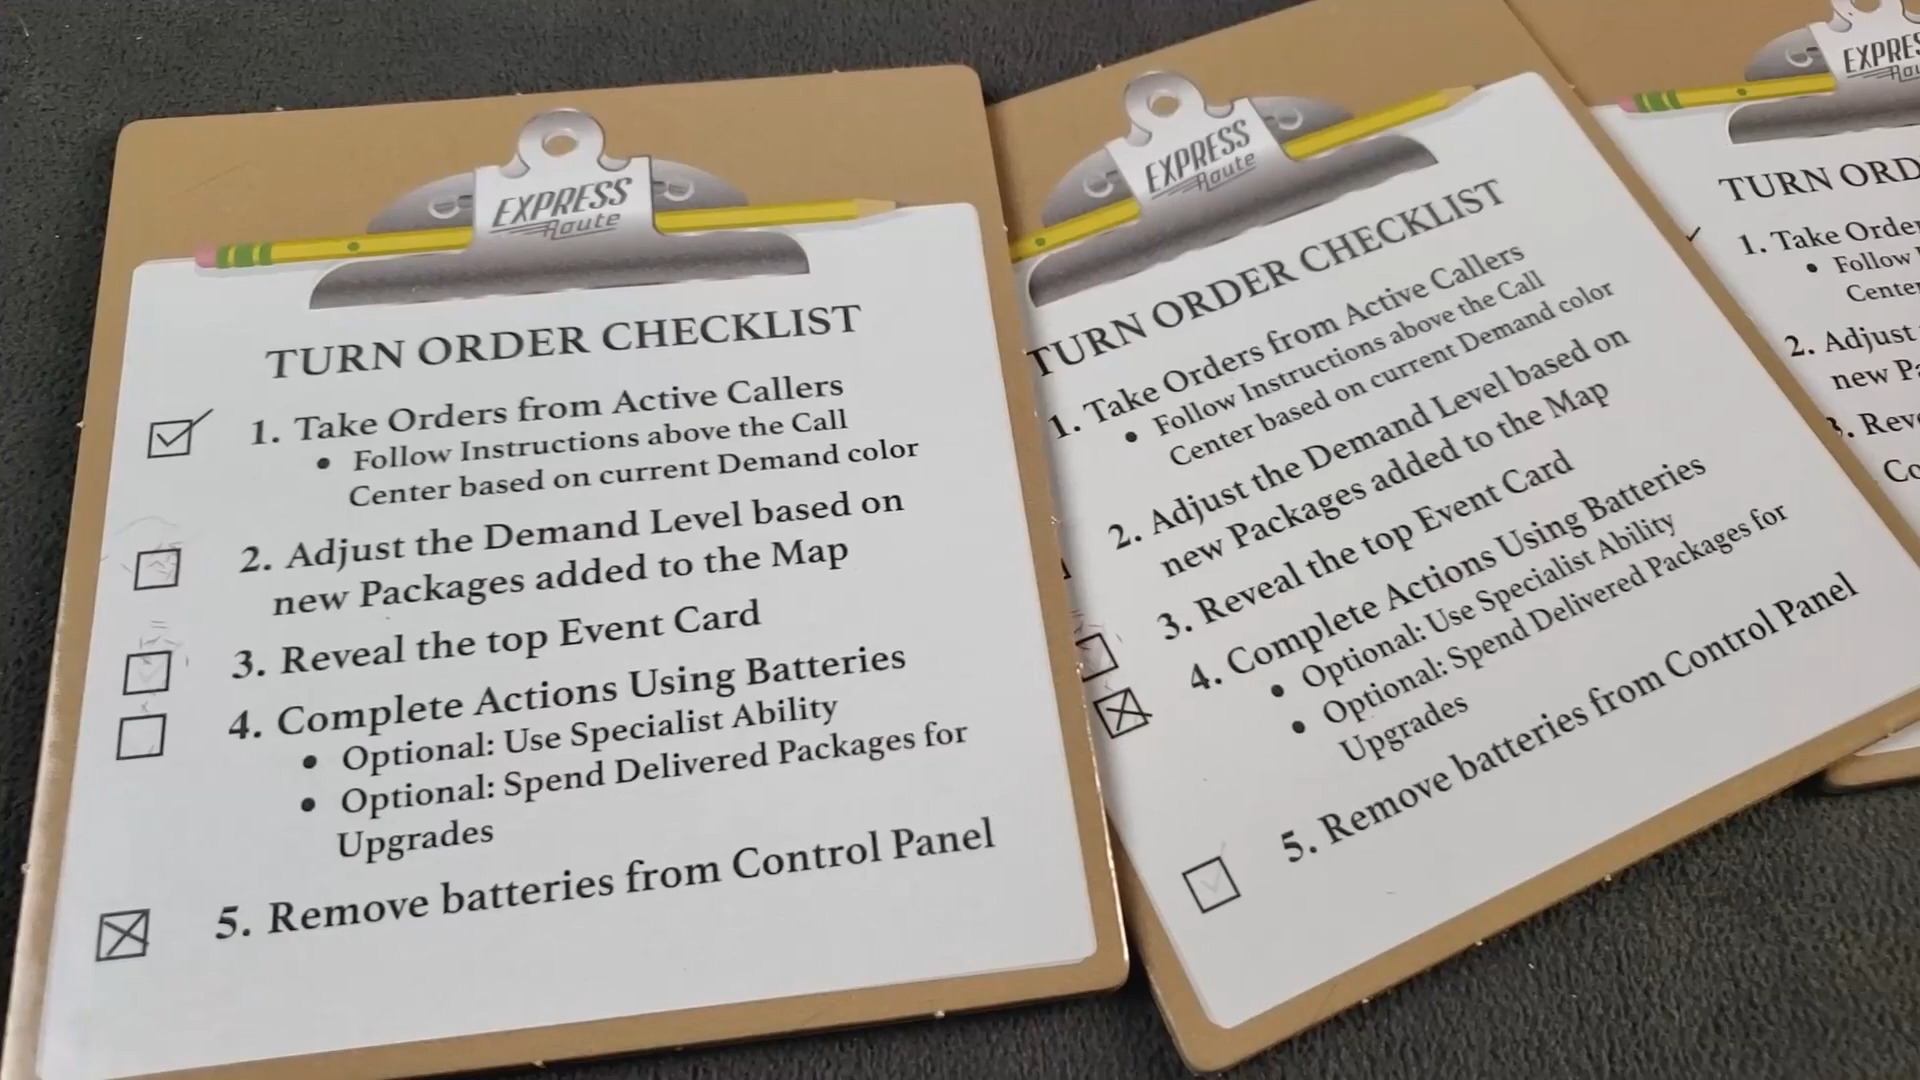 EXPRESS
Route
TURN ORDER CHECKLIST
1. Take Orders from Active Callers
• Follow Instructions above the Call
Center based on current Demand color
2. Adjust the Demand Level based on
new Packages added to the Map
3. Reveal the top Event Card
4. Complete Actions Using Batteries
• Optional: Use Specialist Ability
• Optional: Spend Delivered Packages for
Upgrades
5. Remove batteries from Control Panel
EXPRESS
Route
TURN ORDER CHECKLIST
1. Take Orders from Active Callers
• Follow Instructions above the Call
Center based on current Demand color
2. Adjust the Demand Level based on
new Packages added to the Map
3. Reveal the top Event Card
4. Complete Actions Using Batteries
• Optional: Use Specialist Ability
• Optional: Spend Delivered Packages for
Upgrades
5. Remove batteries from Control Panel
TURN
1. Take
• Follow
2. Adjust
new